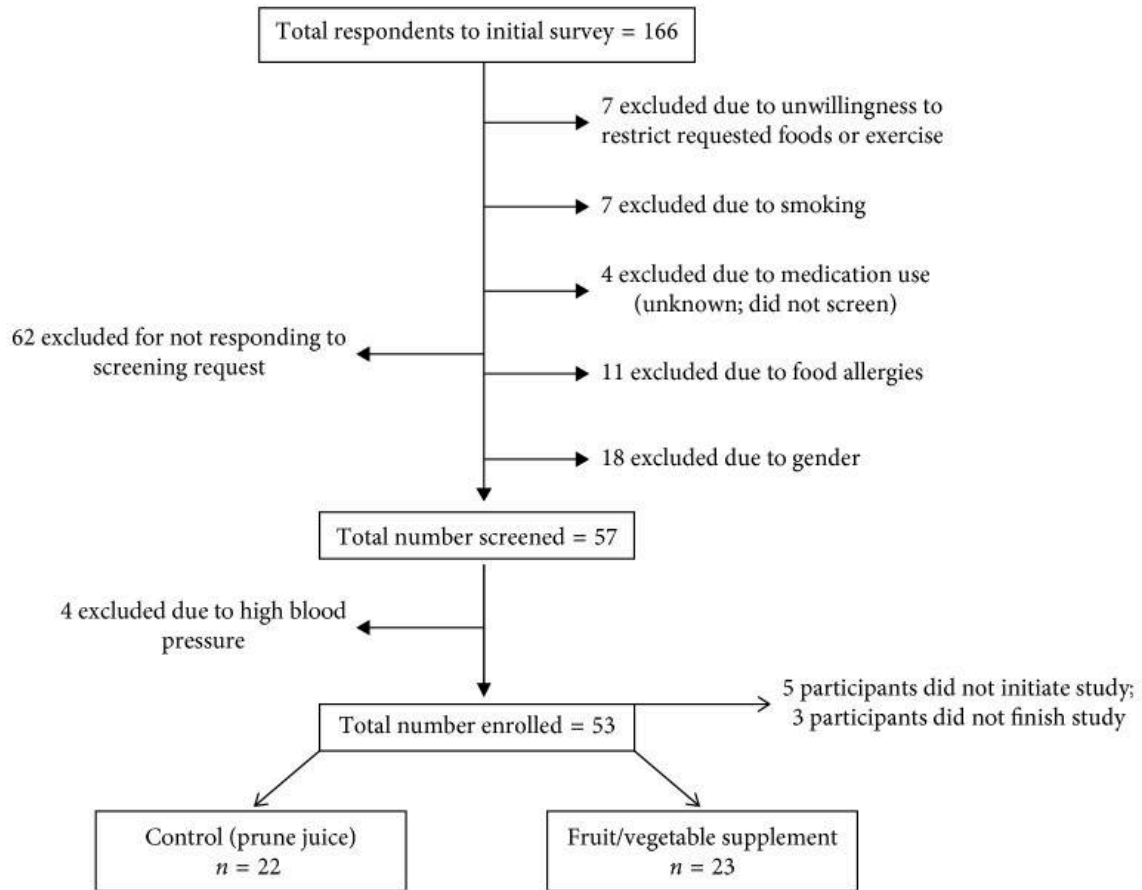 Total respondents to initial survey = 166
7 excluded due to unwillingness to
restrict requested foods or exercise
7 excluded due to smoking
4 excluded due to medication use
(unknown; did not screen)
62 excluded for not responding to
screening request
11 excluded due to food allergies
18 excluded due to gender
Total number screened = 57
4 excluded due to high blood
pressure
5 participants did not initiate study;
3 participants did not finish study
Total number enrolled = 53
Control (prune juice)
n = 22
Fruit/vegetable supplement
n = 23